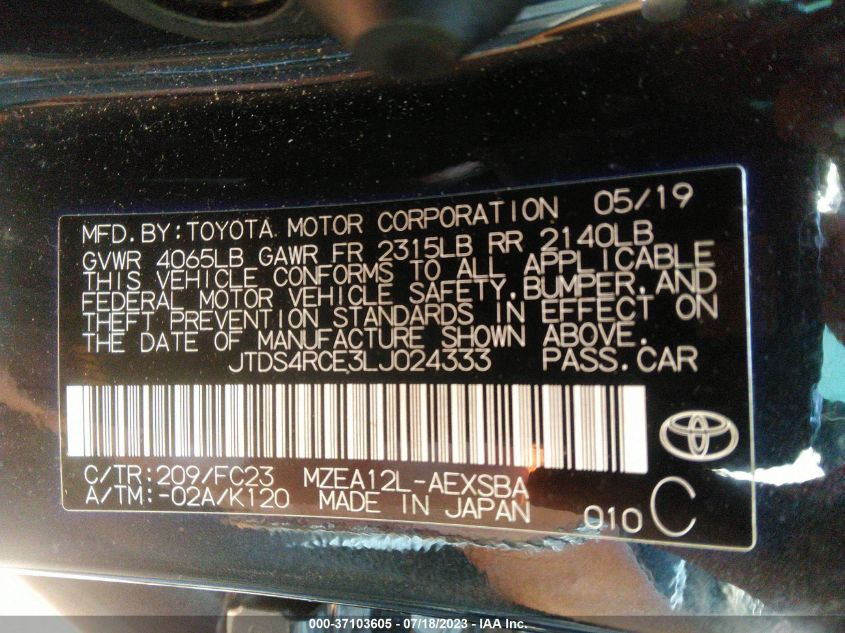 MFD.BY:TOYOTA MOTOR CORPORATION 05/19
GVWR 4065LB GAWR FR 2315LB RR 2140LB
THIS VEHICLE CONFORMS TO ALL APPLICABLE
FEDERAL MOTOR VEHICLE SAFETY,BUMPER,AND
THEFT PREVENTION STANDARDS IN EFFECT ON
THE DATE OF MANUFACTURE SHOWN ABOVE.
JTDS4RCE3LJ024333 PASS.CAR
C/TR:209/FC23 MZEA12L-AEXSBA
A/TM:-02A/K120 MADE IN JAPAN 010 C
000-37103605 - 07/18/2023 - IAA Inc.